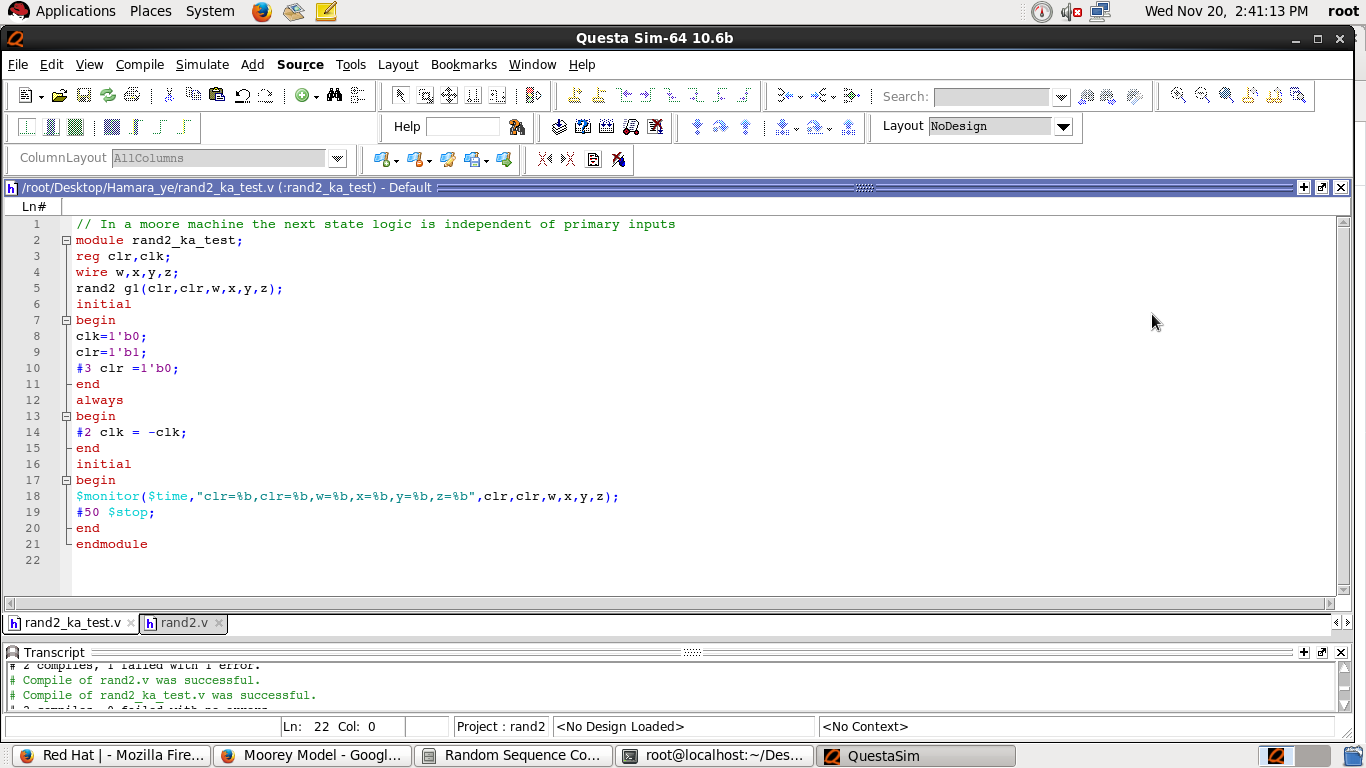 Applications Places System Wed Nov 20, 2:41:13 PM root
Questa Sim-64 10.6b
File Edit View Compile Simulate Add Source Tools Layout Bookmarks Window Help
Search:
Help Layout NoDesign
ColumnLayout AllColumns
/root/Desktop/Hamara_ye/rand2_ka_test.v (:rand2_ka_test) - Default
Ln#
1 // In a moore machine the next state logic is independent of primary inputs
2 module rand2_ka_test;
3 reg clr,clk;
4 wire w,x,y,z;
5 rand2 g1(clr,clr,w,x,y,z);
6 initial
7 begin
8 clk=1'b0;
9 clr=1'b1;
10 #3 clr =1'b0;
11 end
12 always
13 begin
14 #2 clk = ~clk;
15 end
16 initial
17 begin
18 $monitor($time,"clr=%b,clr=%b,w=%b,x=%b,y=%b,z=%b",clr,clr,w,x,y,z);
19 #50 $stop;
20 end
21 endmodule
22
rand2_ka_test.v rand2.v
Transcript
# 2 compiles, 1 failed with 1 error.
# Compile of rand2.v was successful.
# Compile of rand2_ka_test.v was successful.
# 2 compiles, 0 failed with no errors.
Ln: 22 Col: 0 Project : rand2 <No Design Loaded> <No Context>
Red Hat | - Mozilla Fire... Moorey Model - Googl... Random Sequence Co... root@localhost:~/Des... QuestaSim